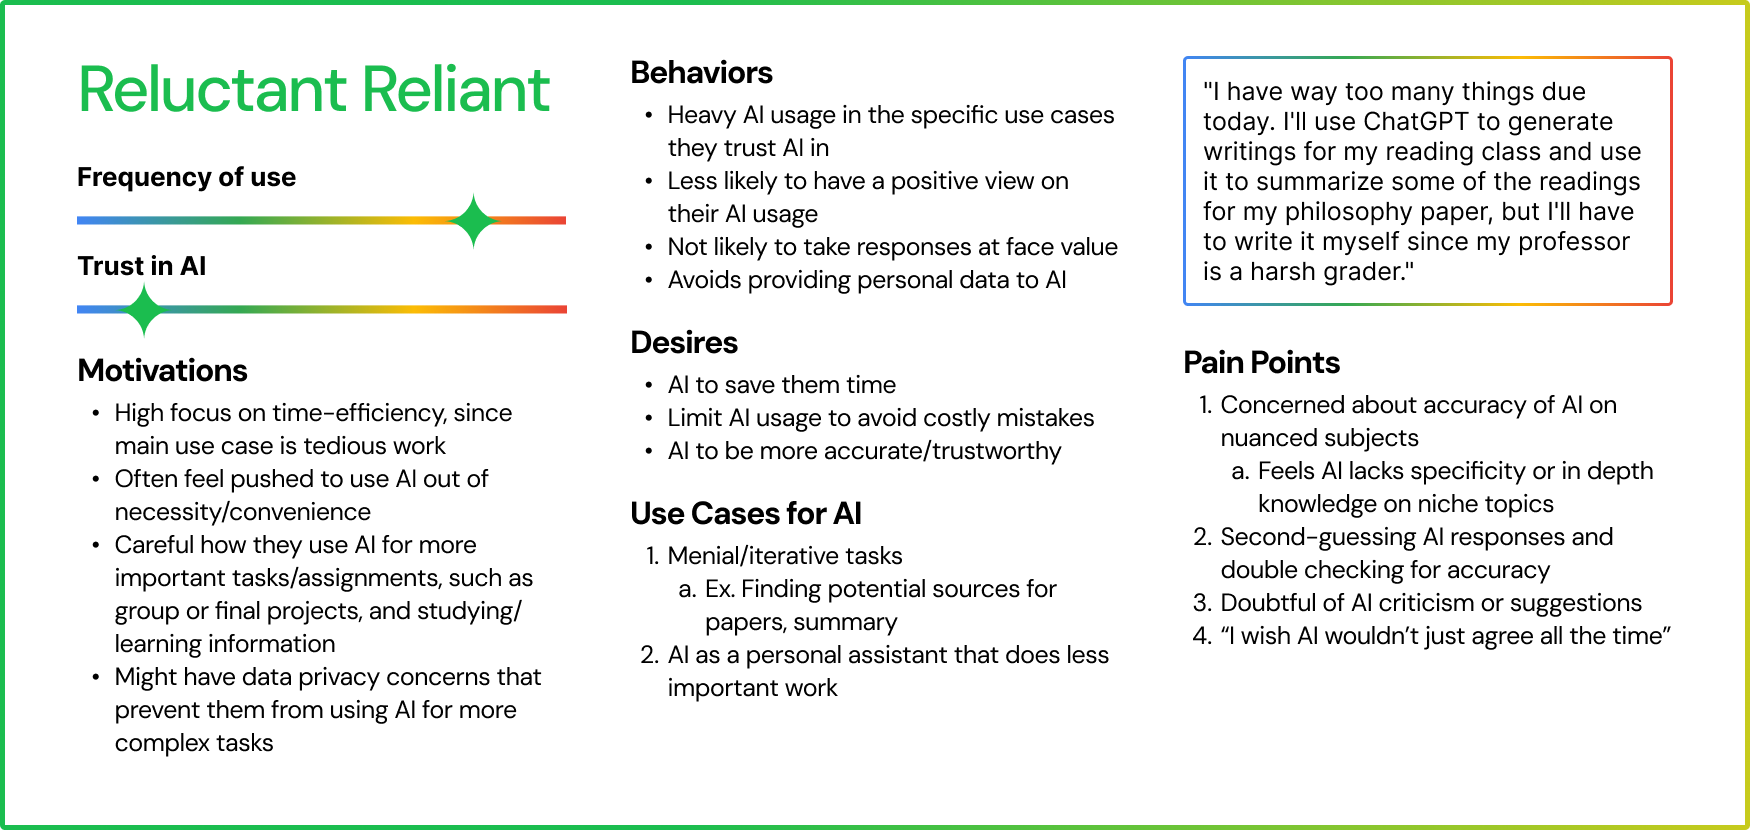 Reluctant Reliant
Frequency of use
Trust in AI
Motivations
• High focus on time-efficiency, since
main use case is tedious work
• Often feel pushed to use AI out of
necessity/convenience
• Careful how they use AI for more
important tasks/assignments, such as
group or final projects, and studying/
learning information
• Might have data privacy concerns that
prevent them from using AI for more
complex tasks
Behaviors
• Heavy AI usage in the specific use cases
they trust AI in
• Less likely to have a positive view on
their AI usage
• Not likely to take responses at face value
• Avoids providing personal data to AI
Desires
• AI to save them time
• Limit AI usage to avoid costly mistakes
• AI to be more accurate/trustworthy
Use Cases for AI
1. Menial/iterative tasks
a. Ex. Finding potential sources for
papers, summary
2. AI as a personal assistant that does less
important work
"I have way too many things due
today. I'll use ChatGPT to generate
writings for my reading class and use
it to summarize some of the readings
for my philosophy paper, but I'll have
to write it myself since my professor
is a harsh grader."
Pain Points
1. Concerned about accuracy of AI on
nuanced subjects
a. Feels AI lacks specificity or in depth
knowledge on niche topics
2. Second-guessing AI responses and
double checking for accuracy
3. Doubtful of AI criticism or suggestions
4. “I wish AI wouldn’t just agree all the time”